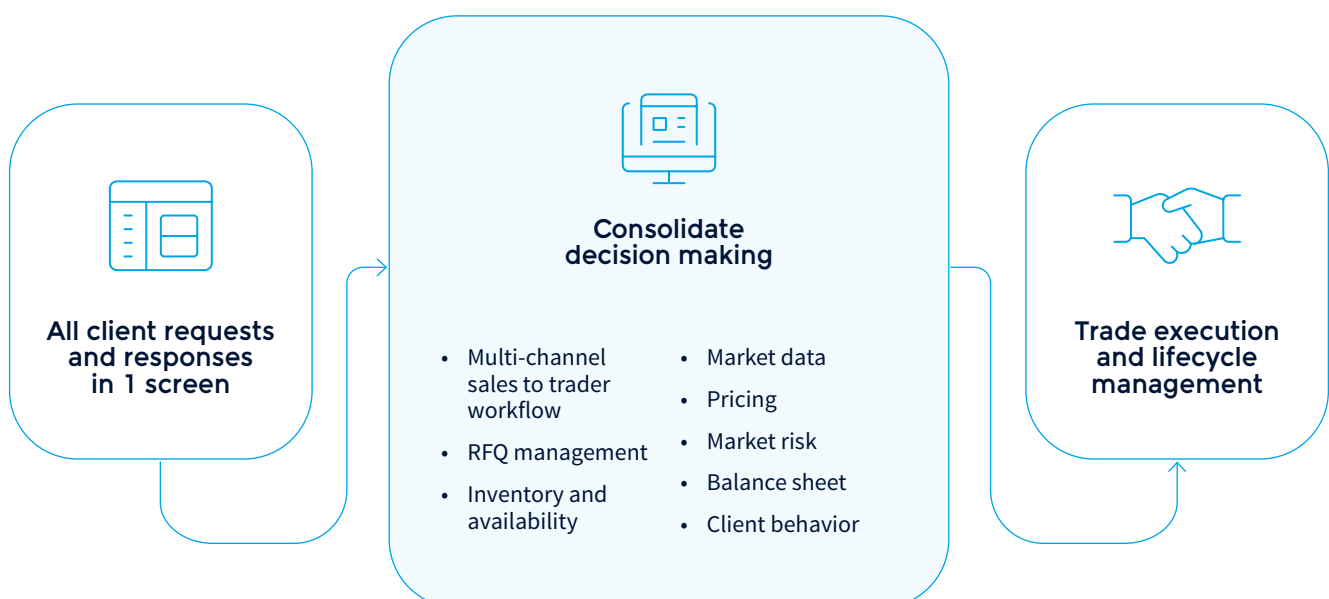 All client requests
and responses
in 1 screen
Consolidate
decision making
• Multi-channel
sales to trader
workflow
• RFQ management
• Inventory and
availability
• Market data
• Pricing
• Market risk
• Balance sheet
• Client behavior
Trade execution
and lifecycle
management